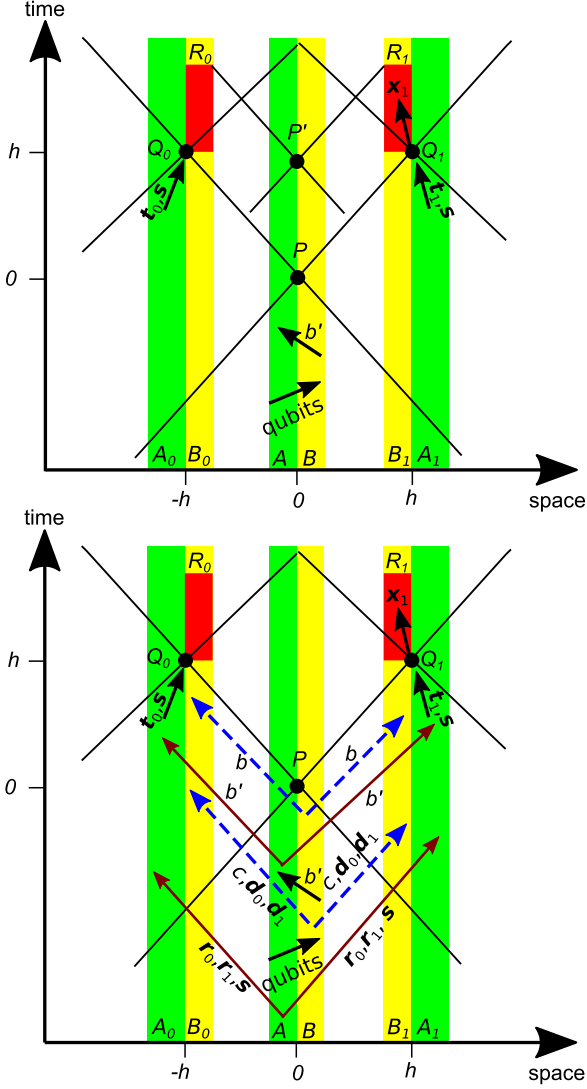 time
R₀ R₁
x₁
P'
h Q₀ Q₁
t₀,s t₁,s
P
0
b'
qubits
A₀ B₀ A B B₁ A₁
-h 0 h
space
time
R₀ R₁
x₁
h Q₀ Q₁
t₀,s t₁,s
P
b b
0
b' b'
b'
c,d₀,d₁ c,d₀,d₁
qubits
r₀,r₁,s r₀,r₁, s
A₀ B₀ A B B₁ A₁
-h 0 h
space